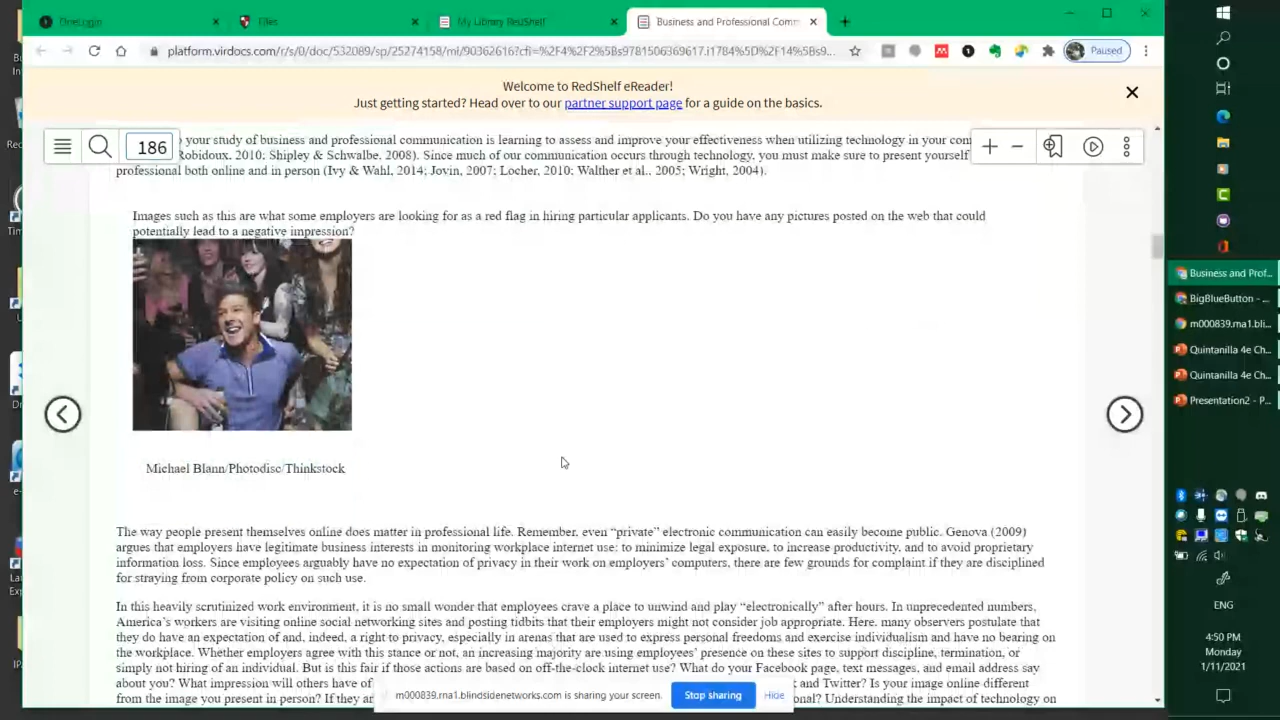 OneLogin
Files
My Library RedShelf
Business and Professional Comm
Paused
Welcome to RedShelf eReader!
Just getting started? Head over to our partner support page for a guide on the basics.
186
your study of business and professional communication is learning to assess and improve your effectiveness when utilizing technology in your
Robidoux, 2010; Shipley & Schwalbe, 2008). Since much of our communication occurs through technology, you must make sure to present yourself
professional both online and in person (Ivy & Wahl, 2014; Jovin, 2007; Locher, 2010; Walther et al., 2005; Wright, 2004).
Images such as this are what some employers are looking for as a red flag in hiring particular applicants. Do you have any pictures posted on the web that could
potentially lead to a negative impression?
Michael Blann/Photodisc/Thinkstock
The way people present themselves online does matter in professional life. Remember, even “private” electronic communication can easily become public. Genova (2009)
argues that employers have legitimate business interests in monitoring workplace internet use: to minimize legal exposure, to increase productivity, and to avoid proprietary
information loss. Since employees arguably have no expectation of privacy in their work on employers’ computers, there are few grounds for complaint if they are disciplined
for straying from corporate policy on such use.
In this heavily scrutinized work environment, it is no small wonder that employees crave a place to unwind and play “electronically” after hours. In unprecedented numbers,
America’s workers are visiting online social networking sites and posting tidbits that their employers might not consider job appropriate. Here, many observers postulate that
they do have an expectation of and, indeed, a right to privacy, especially in arenas that are used to express personal freedoms and exercise individualism and have no bearing on
the workplace. Whether employers agree with this stance or not, an increasing majority are using employees’ presence on these sites to support discipline, termination, or
simply not hiring of an individual. But is this fair if those actions are based on off-the-clock internet use? What do your Facebook page, text messages, and email address say
about you? What impression will others have of t and Twitter? Is your image online different
from the image you present in person? If they ar onal? Understanding the impact of technology on
m000839.rna1.blindsidenetworks.com is sharing your screen.
Stop sharing
Hide
Business and Prof...
BigBlueButton - ...
m000839.rna1.bli...
Quintanilla 4e Ch...
Quintanilla 4e Ch...
Presentation2 - P...
ENG
4:50 PM
Monday
1/11/2021